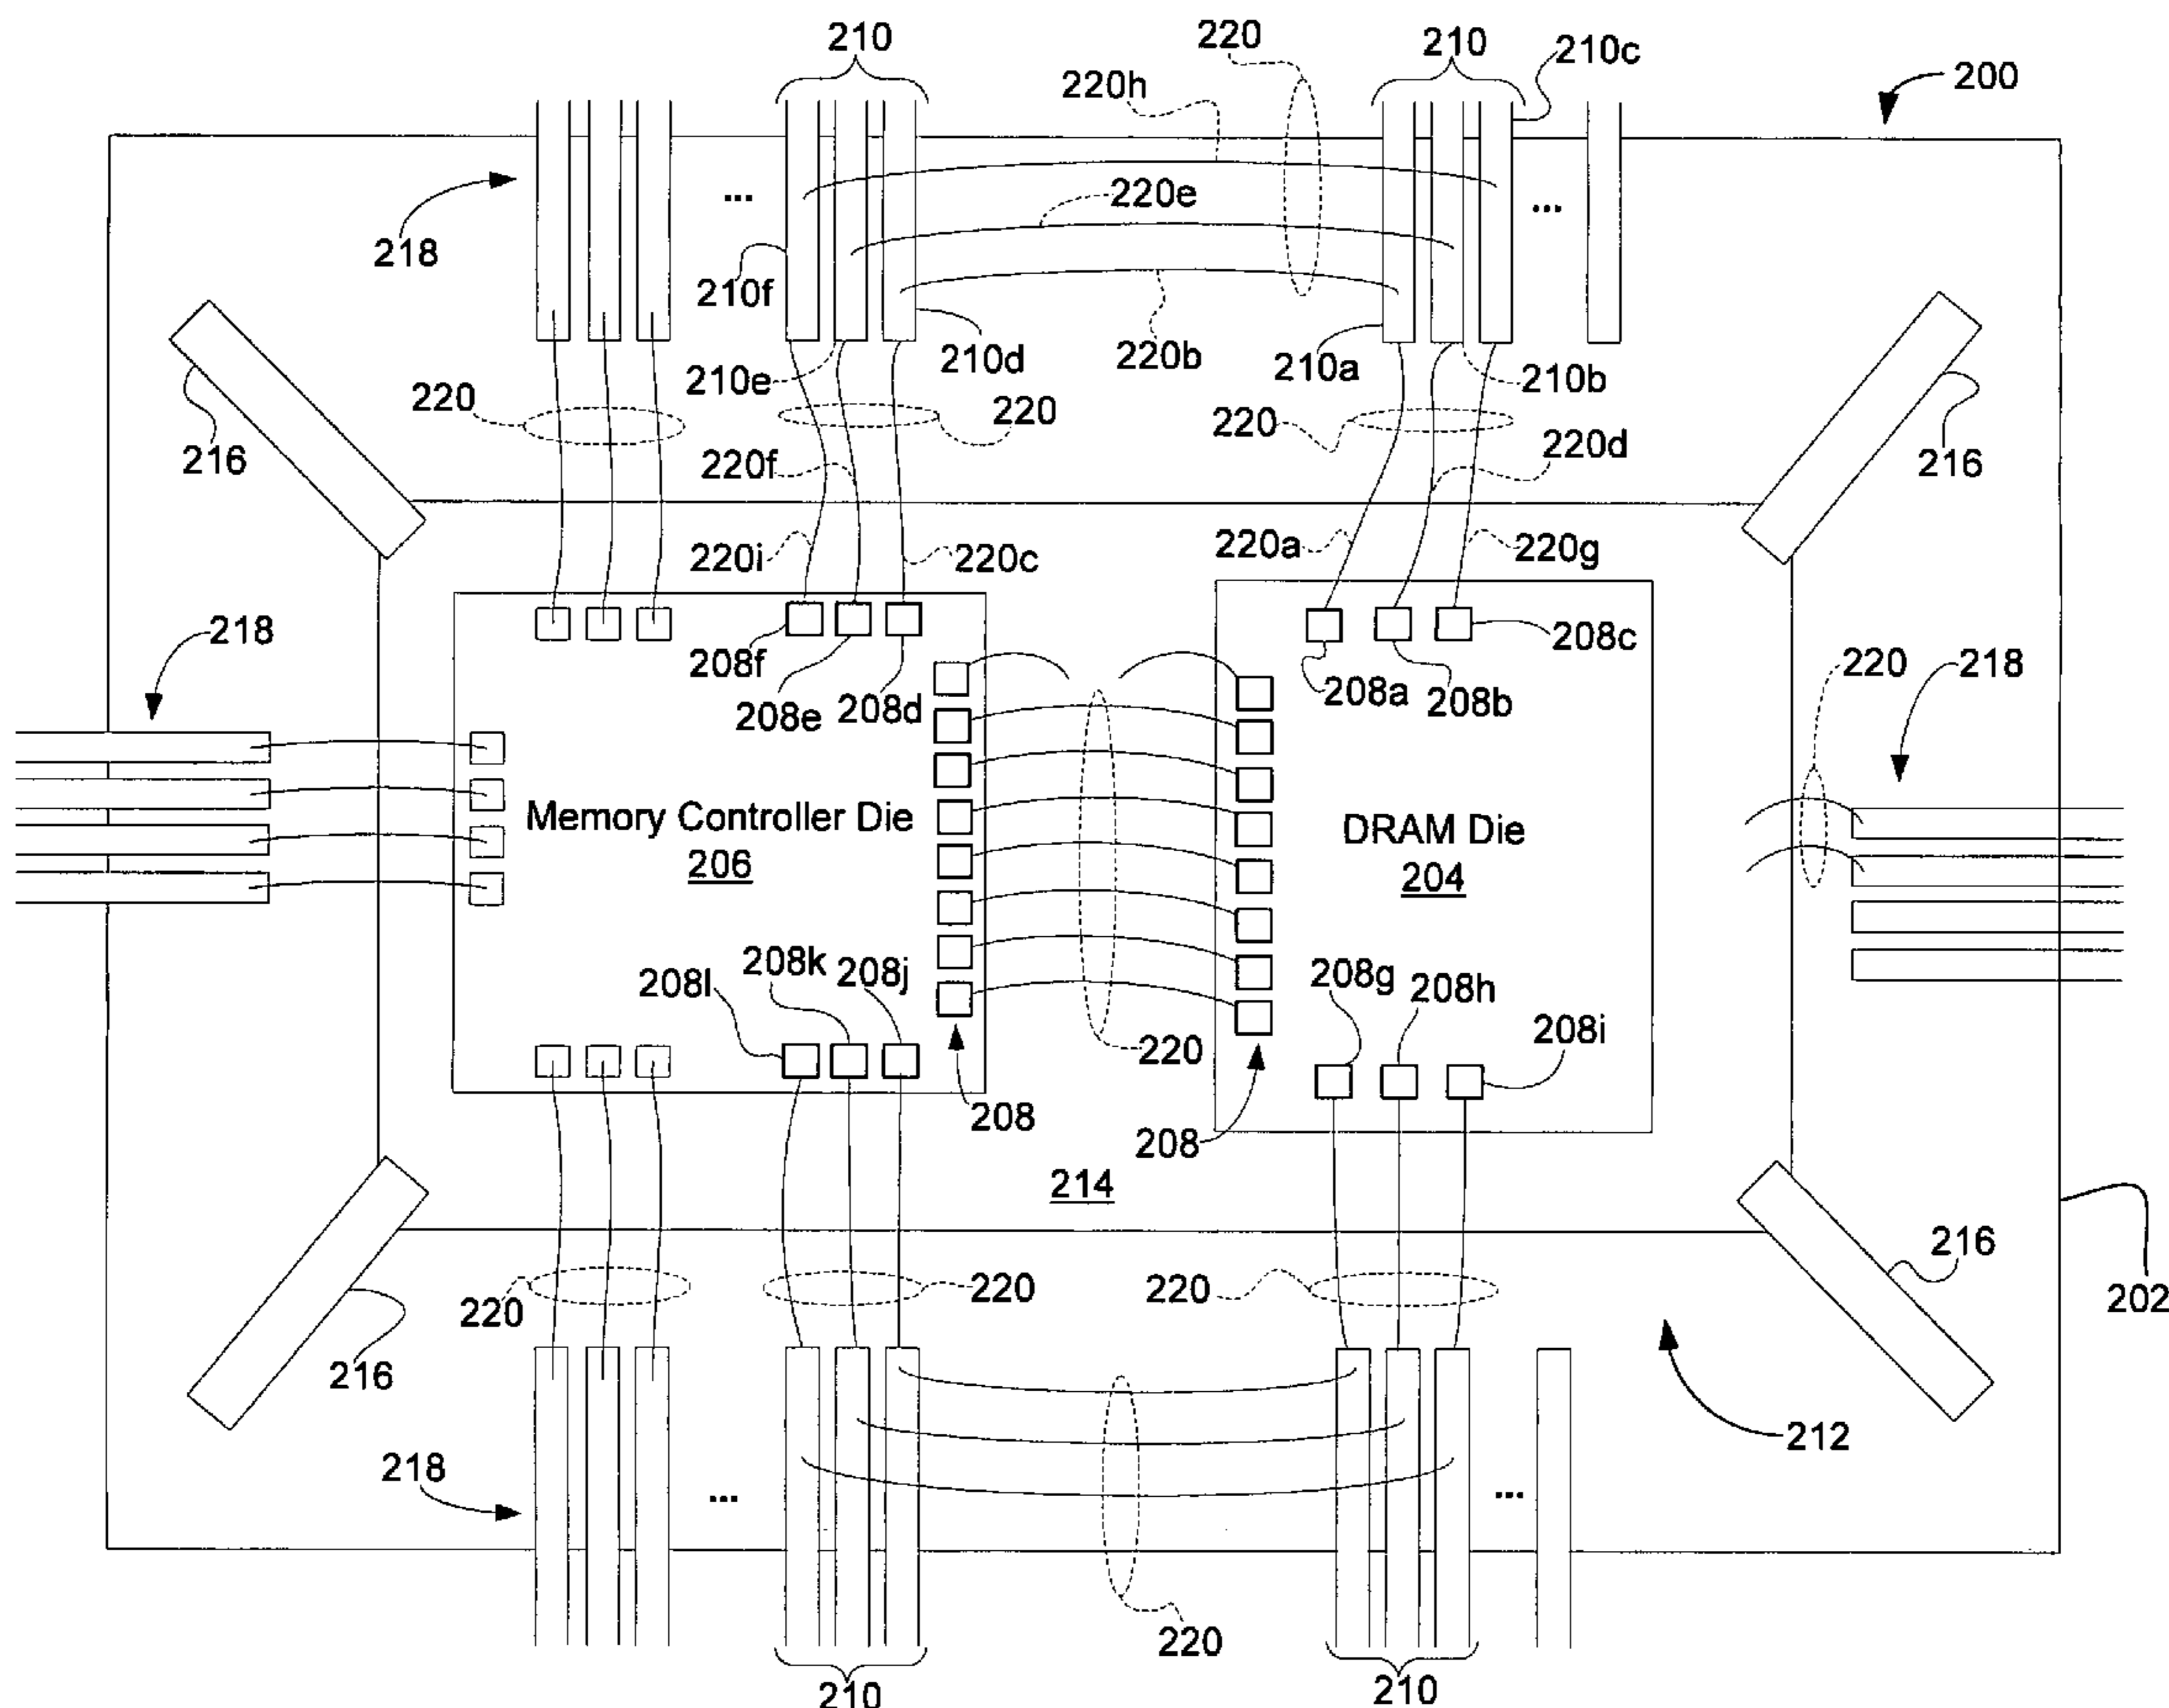 210
220
210
210c
200
220h
220e
218
210f
210e
210d
220b
210a
210b
216
220
220
220
220d
216
220f
220i
220c
220a
220g
218
208f
208e
208d
208a
208b
208c
220
218
Memory Controller Die
206
DRAM Die
204
208l
208k
208j
208g
208h
208i
220
208
208
214
216
202
220
220
220
216
212
218
...
...
...
...
220
210
210